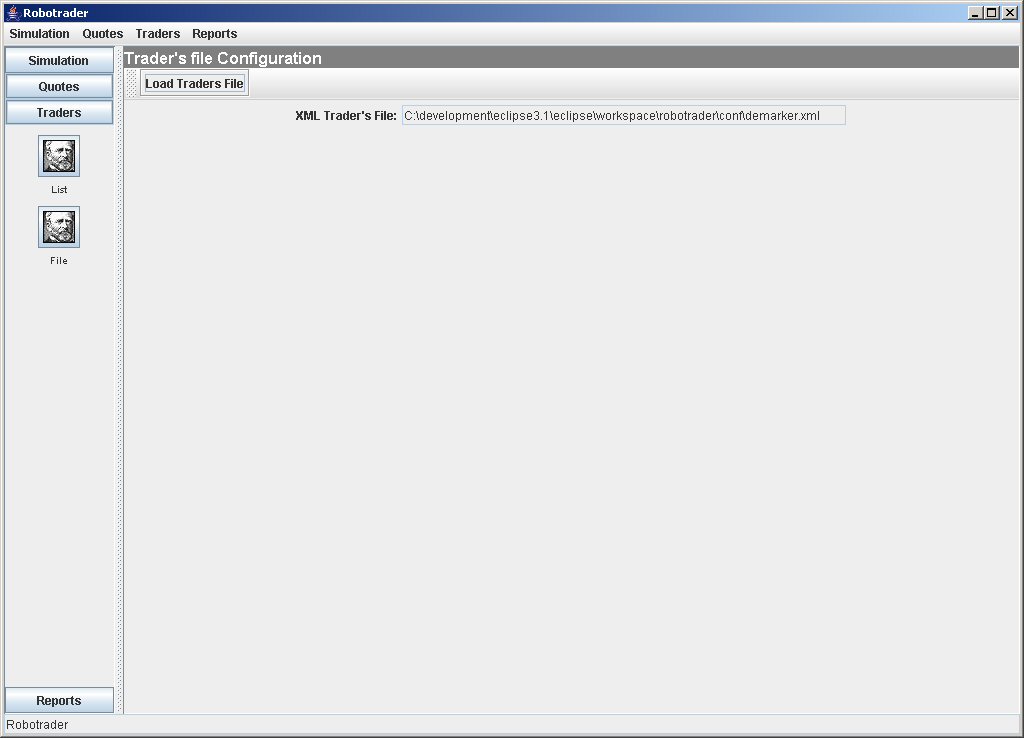 Robotrader
Simulation Quotes Traders Reports
Simulation
Quotes
Traders
List
File
Reports
Trader's file Configuration
Load Traders File
XML Trader's File: C:\development\eclipse3.1\eclipse\workspace\robotrader\conf\demarker.xml
Robotrader